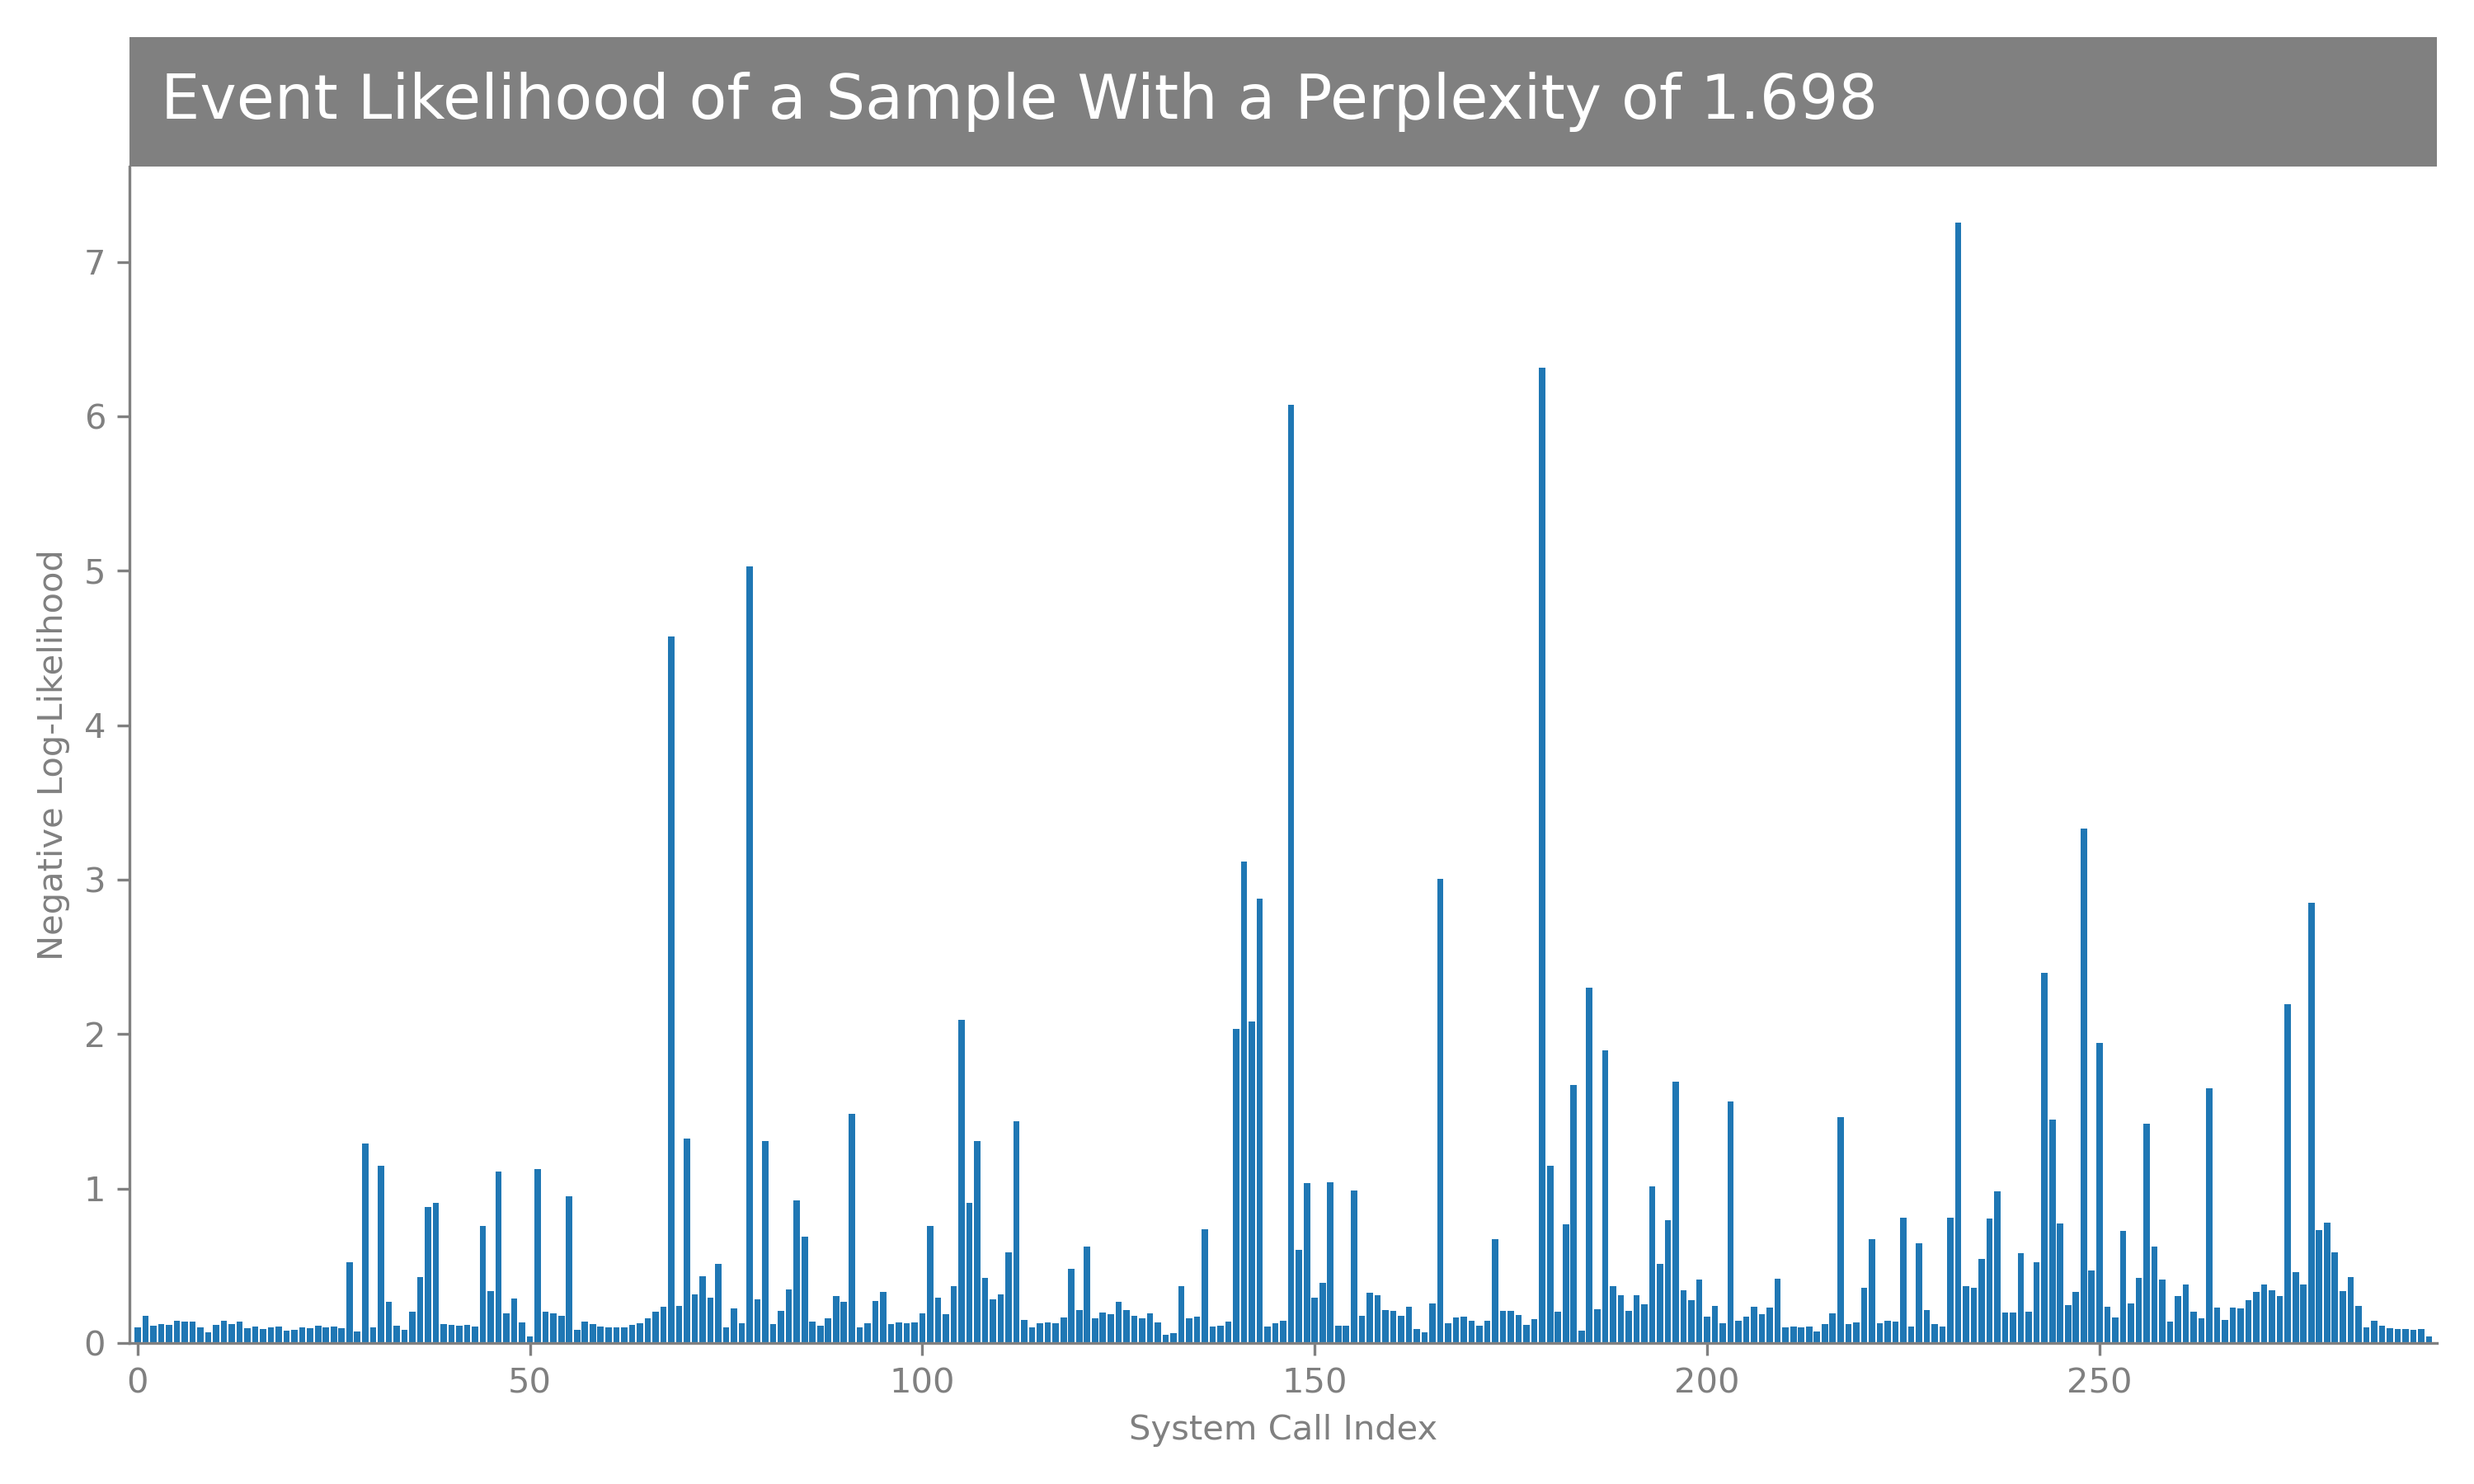 Event Likelihood of a Sample With a Perplexity of 1.698
Negative Log-Likelihood
7
6
5
4
3
2
1
0
0 50 100 150 200 250
System Call Index